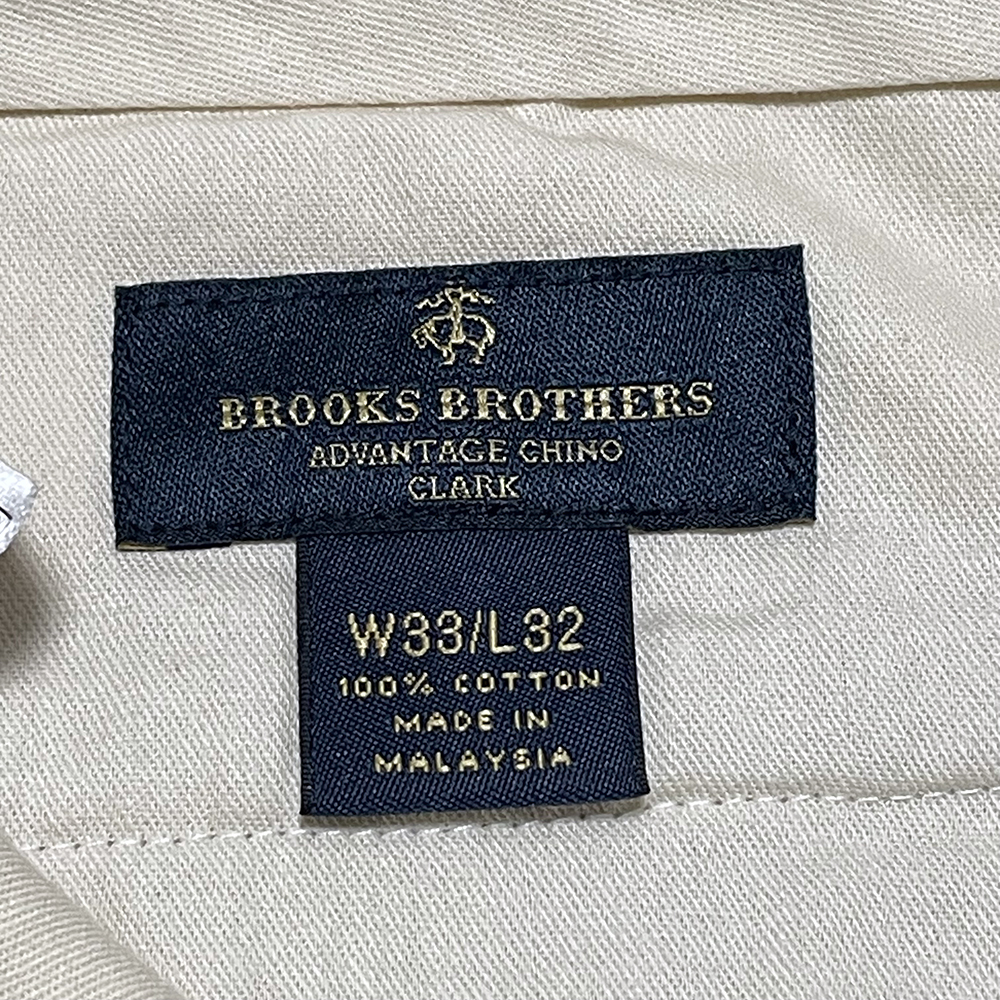 BROOKS BROTHERS
ADVANTAGE CHINO
CLARK
W33/L32
100% COTTON
MADE IN
MALAYSIA